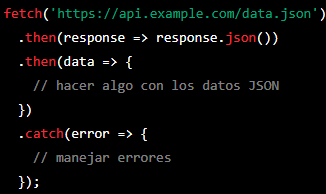 fetch('https://api.example.com/data.json')
  .then(response => response.json())
  .then(data => {
    // hacer algo con los datos JSON
  })
  .catch(error => {
    // manejar errores
  });